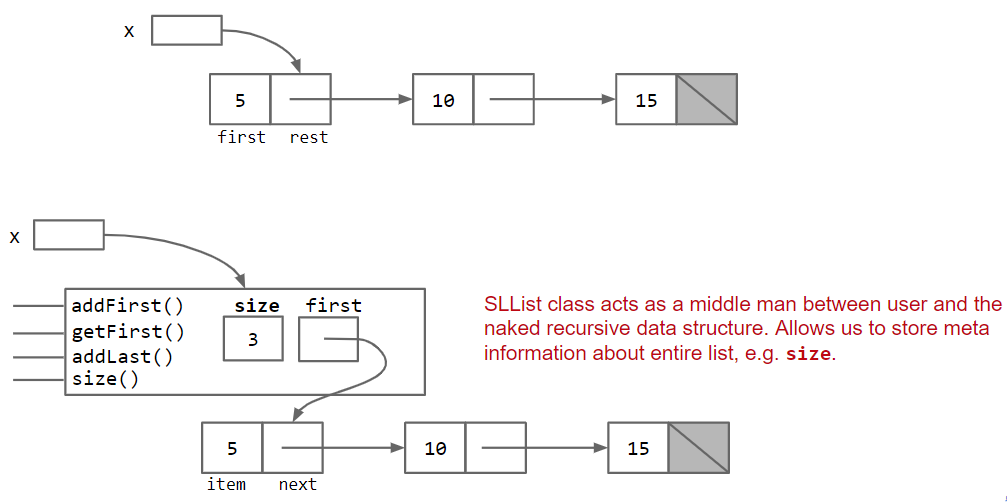 x
5 10 15
first rest
x
addFirst() size first
getFirst() 3
addLast()
size()
SLList class acts as a middle man between user and the
naked recursive data structure. Allows us to store meta
information about entire list, e.g. size.
5 10 15
item next